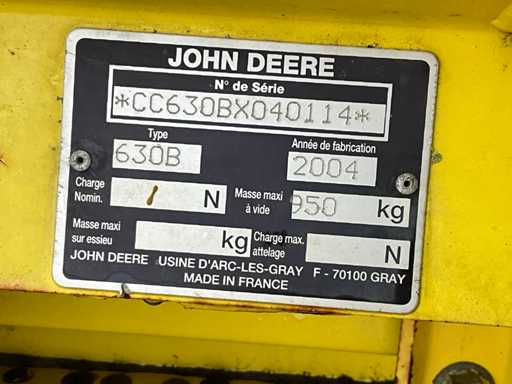 JOHN DEERE
N° de Série
*CC630BX040114*
Type Année de fabrication
630B 2004
Charge Nomin. / N Masse maxi à vide 950 kg
Masse maxi sur essieu kg Charge max. attelage N
JOHN DEERE USINE D'ARC-LES-GRAY F - 70100 GRAY
MADE IN FRANCE